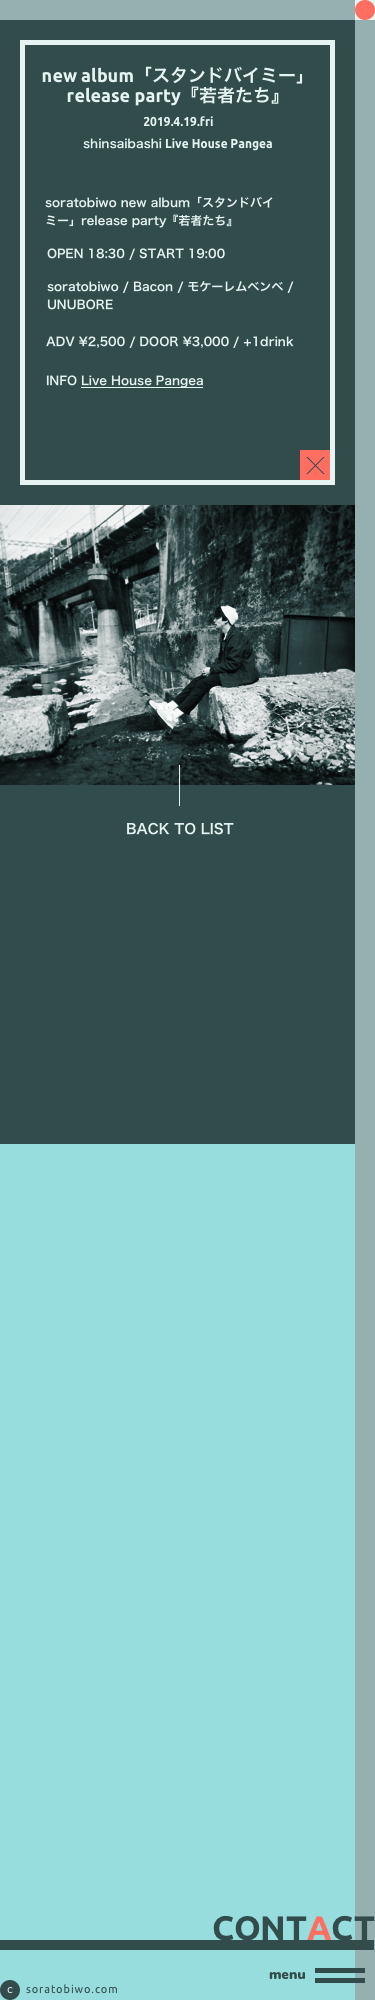 new album「スタンドバイミー」
release party『若者たち』
2019.4.19.fri
shinsaibashi Live House Pangea
soratobiwo new album「スタンドバイ
ミー」release party『若者たち』
OPEN 18:30 / START 19:00
soratobiwo / Bacon / モケーレムベンベ /
UNUBORE
ADV ¥2,500 / DOOR ¥3,000 / +1drink
INFO Live House Pangea
BACK TO LIST
CONTACT
menu
c soratobiwo.com